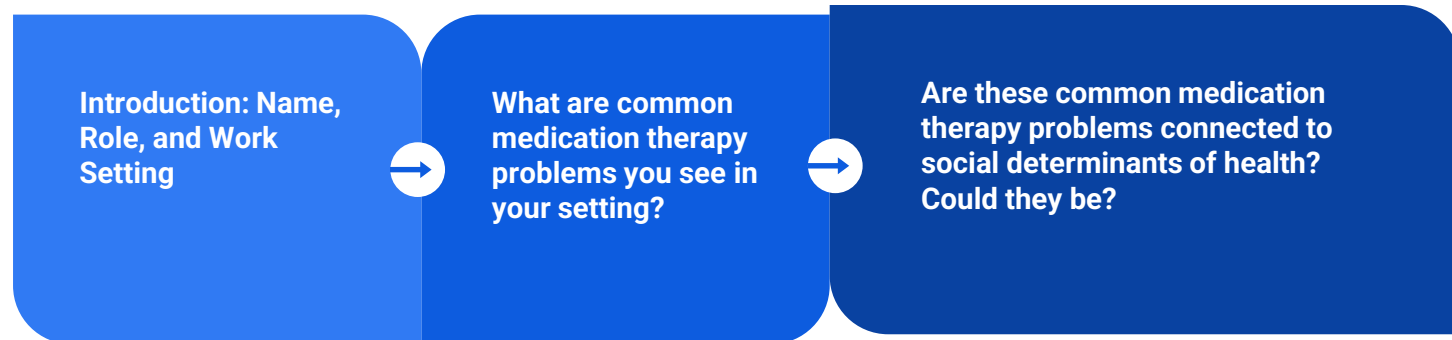 Introduction: Name,
Role, and Work
Setting
What are common
medication therapy
problems you see in
your setting?
Are these common medication
therapy problems connected to
social determinants of health?
Could they be?